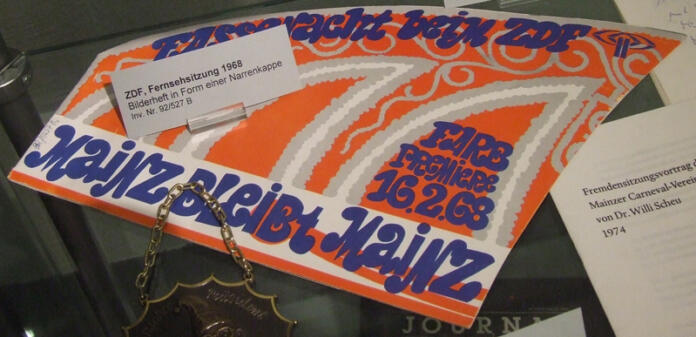 Fassenacht beim ZDF
ZDF, Fernsehsitzung 1968
Bilderheft in Form einer Narrenkappe
Inv. Nr. 92/527 B
FARB
PREMIERE
16.2.68
MAiNZ BLEiBt MAiNZ
Fremdensitzungsvortrag
Mainzer Carneval-Verein
von Dr. Willi Scheu
1974
JOURN